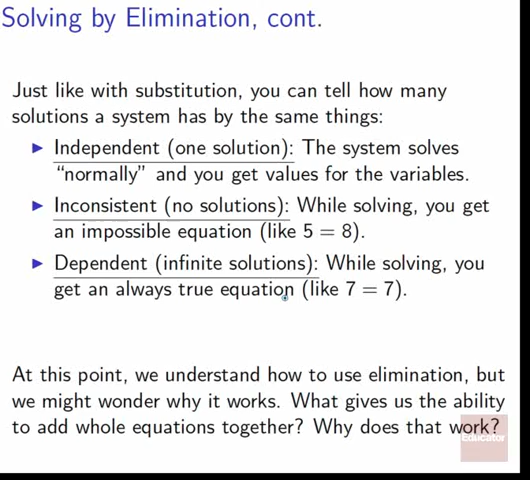 Solving by Elimination, cont.
Just like with substitution, you can tell how many
solutions a system has by the same things:
▶ Independent (one solution): The system solves
“normally” and you get values for the variables.
▶ Inconsistent (no solutions): While solving, you get
an impossible equation (like 5 = 8).
▶ Dependent (infinite solutions): While solving, you
get an always true equation (like 7 = 7).
At this point, we understand how to use elimination, but
we might wonder why it works. What gives us the ability
to add whole equations together? Why does that work?
Educator